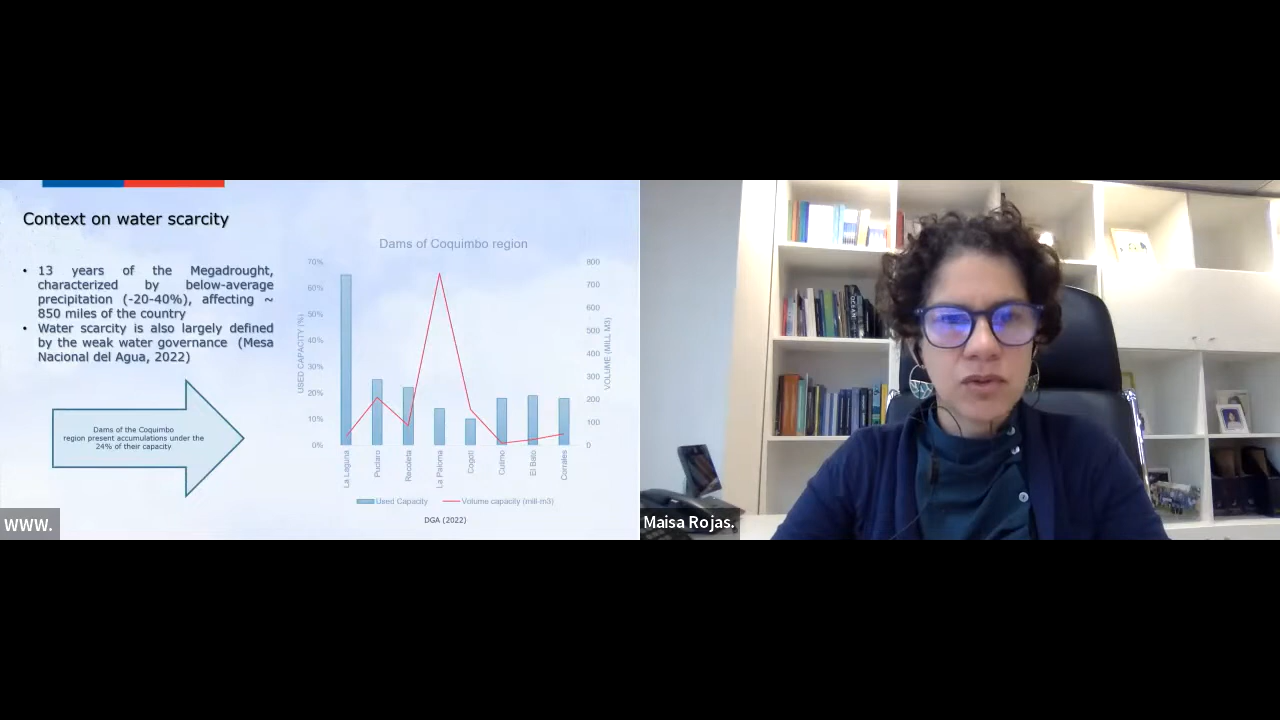 Context on water scarcity
• 13 years of the Megadrought,
characterized by below-average
precipitation (-20-40%), affecting ~
850 miles of the country
• Water scarcity is also largely defined
by the weak water governance (Mesa
Nacional del Agua, 2022)
Dams of the Coquimbo
region present accumulations under the
24% of their capacity
Dams of Coquimbo region
70%
60%
50%
40%
30%
20%
10%
0%
USED CAPACITY (%)
800
700
600
500
400
300
200
100
0
VOLUME (MILL M3)
La Laguna
Puclaro
Recoleta
La Paloma
Cogotí
Culimo
El Bato
Corrales
Used Capacity
Volume capacity (mill-m3)
DGA (2022)
WWW.
Maisa Rojas.